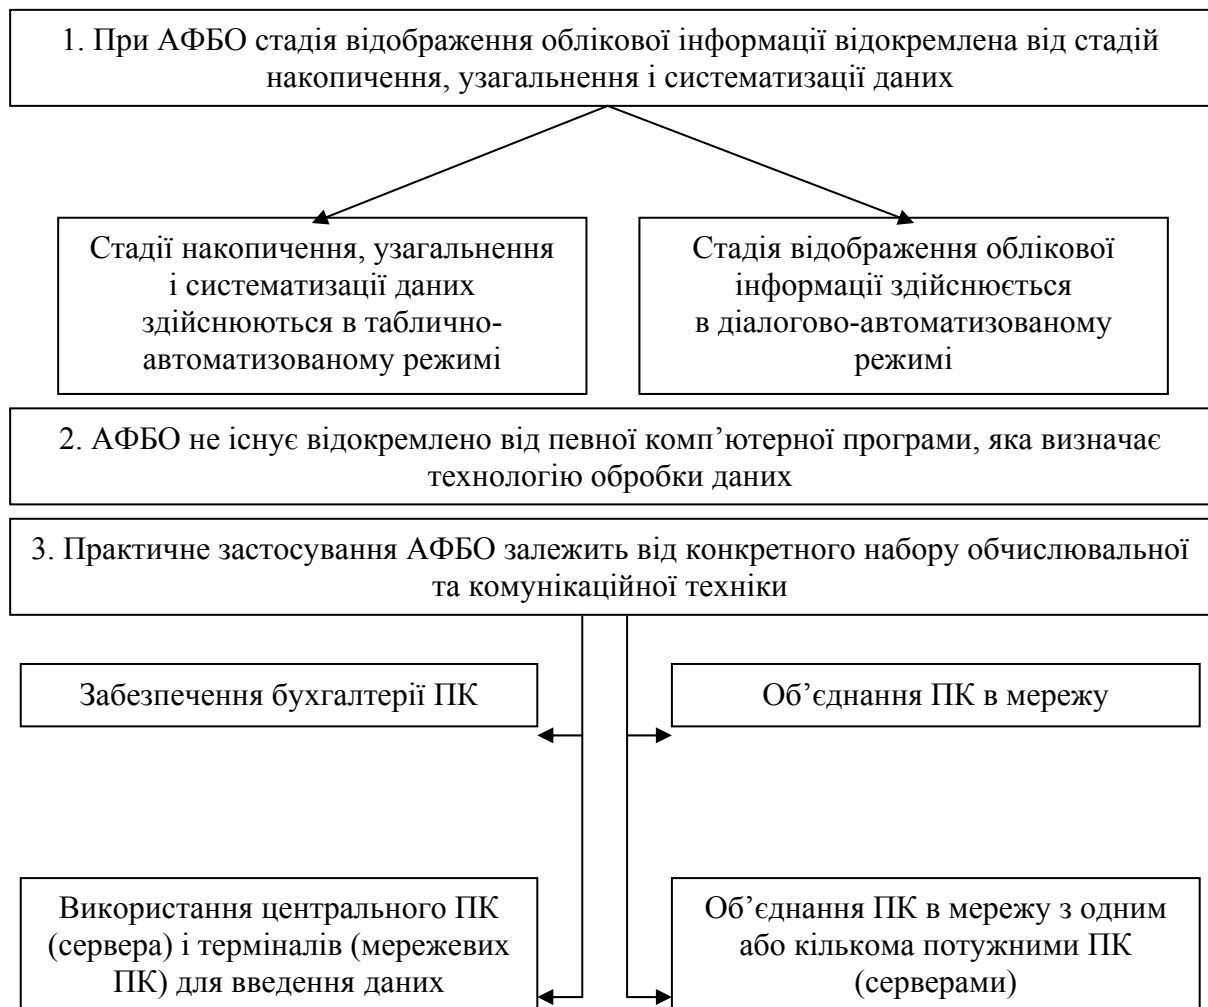 1. При АФБО стадія відображення облікової інформації відокремлена від стадій
накопичення, узагальнення і систематизації даних
Стадії накопичення, узагальнення
і систематизації даних
здійснюються в таблично-
автоматизованому режимі
Стадія відображення облікової
інформації здійснюється
в діалогово-автоматизованому
режимі
2. АФБО не існує відокремлено від певної комп’ютерної програми, яка визначає
технологію обробки даних
3. Практичне застосування АФБО залежить від конкретного набору обчислювальної
та комунікаційної техніки
Забезпечення бухгалтерії ПК
Об’єднання ПК в мережу
Використання центрального ПК
(сервера) і терміналів (мережевих
ПК) для введення даних
Об’єднання ПК в мережу з одним
або кількома потужними ПК
(серверами)